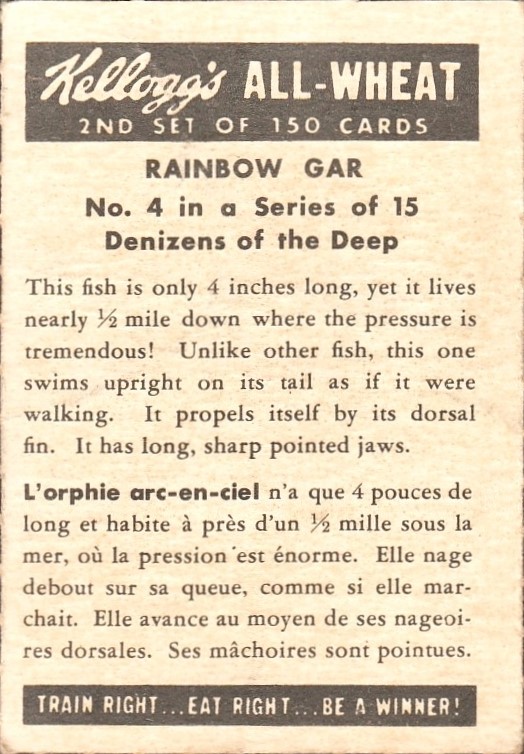 Kellogg's ALL-WHEAT
2ND SET OF 150 CARDS
RAINBOW GAR
No. 4 in a Series of 15
Denizens of the Deep
This fish is only 4 inches long, yet it lives
nearly ½ mile down where the pressure is
tremendous! Unlike other fish, this one
swims upright on its tail as if it were
walking. It propels itself by its dorsal
fin. It has long, sharp pointed jaws.
L'orphie arc-en-ciel n'a que 4 pouces de
long et habite à près d'un ½ mille sous la
mer, où la pression est énorme. Elle nage
debout sur sa queue, comme si elle mar-
chait. Elle avance au moyen de ses nageoi-
res dorsales. Ses mâchoires sont pointues.
TRAIN RIGHT...EAT RIGHT...BE A WINNER!